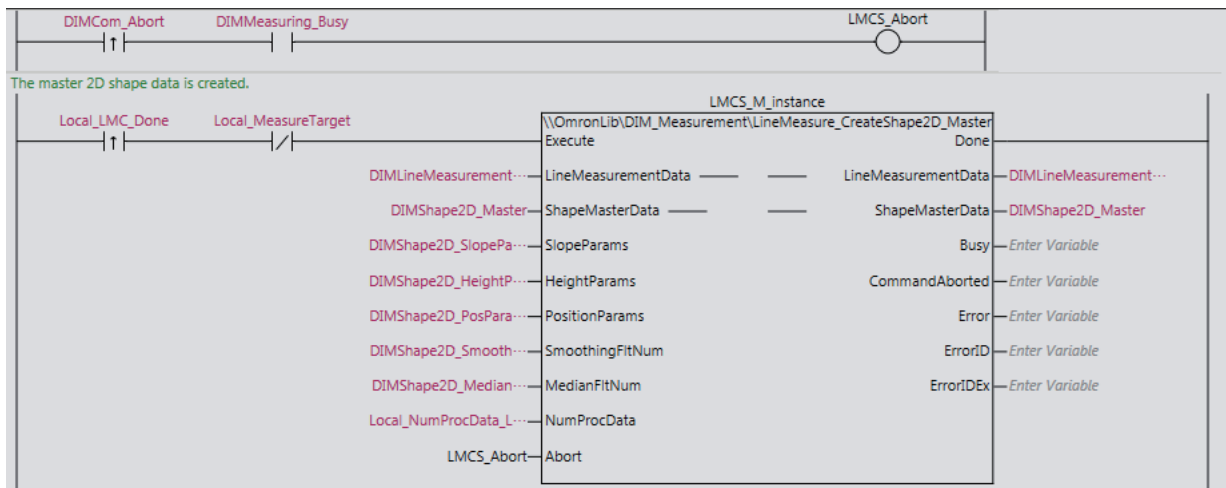 DIMCom_Abort DIMMeasuring_Busy LMCS_Abort
The master 2D shape data is created.
LMCS_M_instance
Local_LMC_Done Local_MeasureTarget \\OmronLib\DIM_Measurement\LineMeasure_CreateShape2D_Master
Execute Done
DIMLineMeasurement··· LineMeasurementData LineMeasurementData DIMLineMeasurement···
DIMShape2D_Master ShapeMasterData ShapeMasterData DIMShape2D_Master
DIMShape2D_SlopePa··· SlopeParams Busy Enter Variable
DIMShape2D_HeightP··· HeightParams CommandAborted Enter Variable
DIMShape2D_PosPara··· PositionParams Error Enter Variable
DIMShape2D_Smooth··· SmoothingFltNum ErrorID Enter Variable
DIMShape2D_Median··· MedianFltNum ErrorIDEx Enter Variable
Local_NumProcData_L··· NumProcData
LMCS_Abort Abort